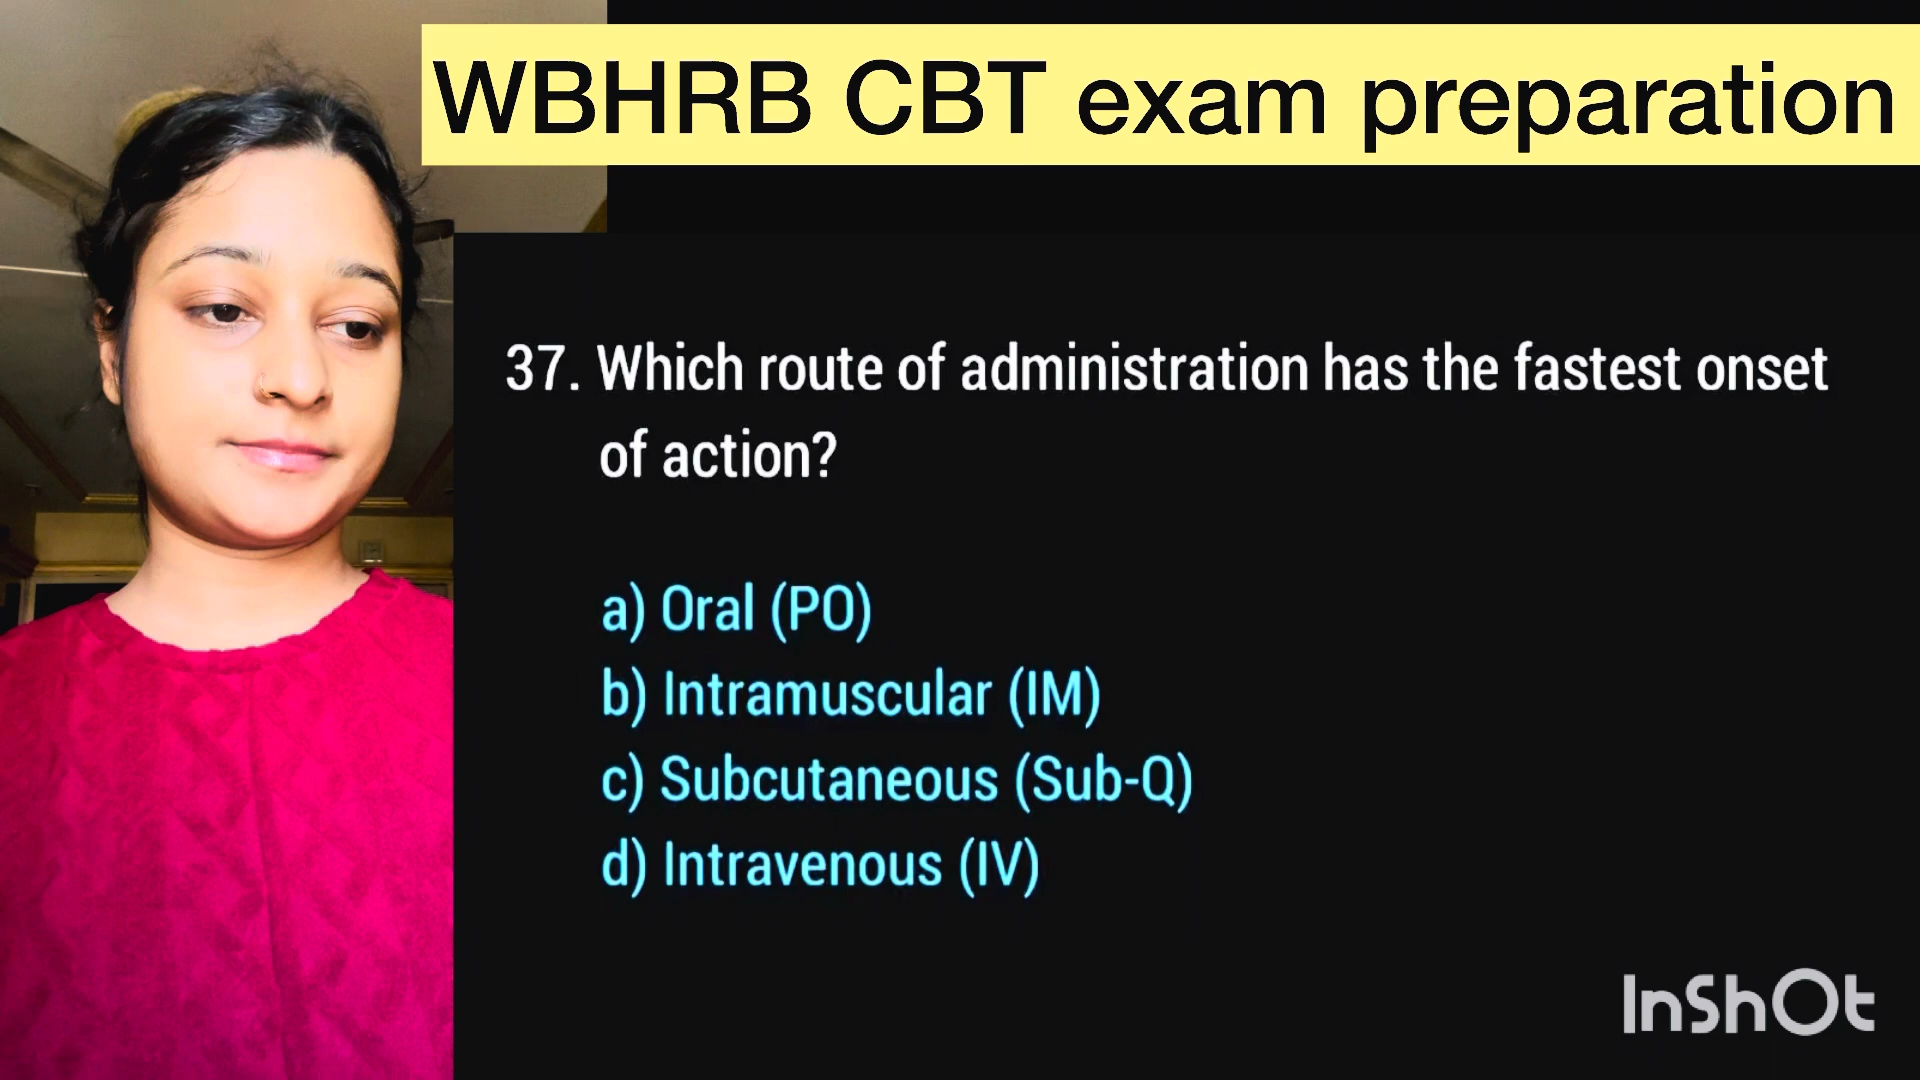 WBHRB CBT exam preparation
37. Which route of administration has the fastest onset
of action?
a) Oral (PO)
b) Intramuscular (IM)
c) Subcutaneous (Sub-Q)
d) Intravenous (IV)
InShOt